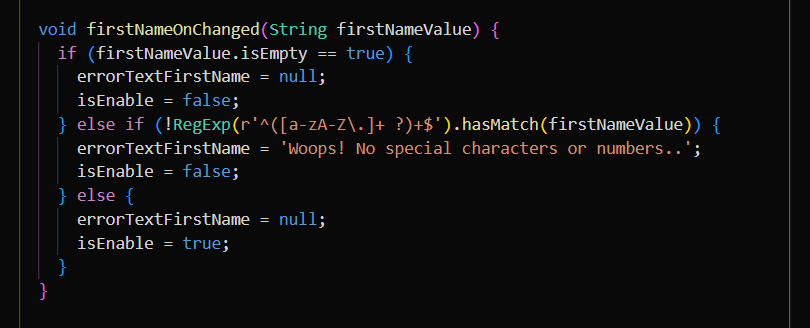 void firstNameOnChanged(String firstNameValue) {
  if (firstNameValue.isEmpty == true) {
    errorTextFirstName = null;
    isEnable = false;
  } else if (!RegExp(r'^([a-zA-Z\.]+ ?)+$').hasMatch(firstNameValue)) {
    errorTextFirstName = 'Woops! No special characters or numbers..';
    isEnable = false;
  } else {
    errorTextFirstName = null;
    isEnable = true;
  }
}